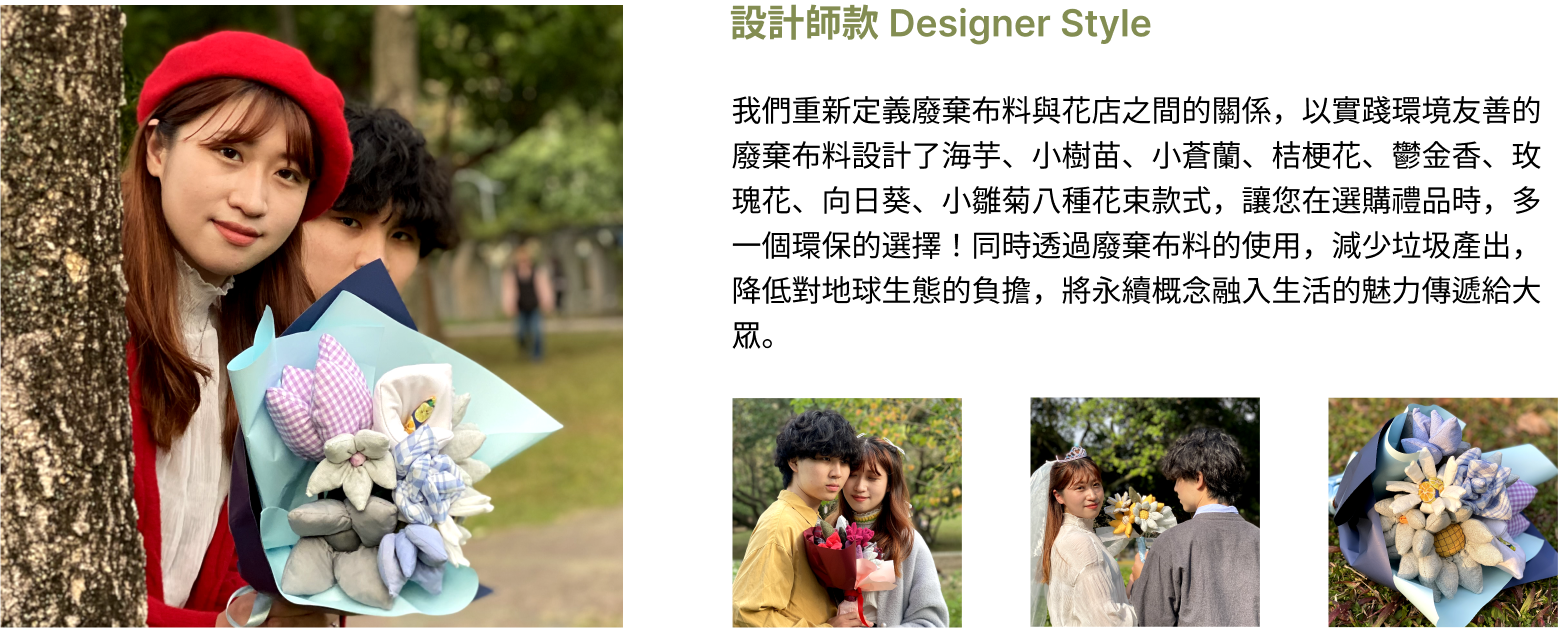 設計師款 Designer Style
我們重新定義廢棄布料與花店之間的關係，以實踐環境友善的
廢棄布料設計了海芋、小樹苗、小蒼蘭、桔梗花、鬱金香、玫
瑰花、向日葵、小雛菊八種花束款式，讓您在選購禮品時，多
一個環保的選擇！同時透過廢棄布料的使用，減少垃圾產出，
降低對地球生態的負擔，將永續概念融入生活的魅力傳遞給大
眾。